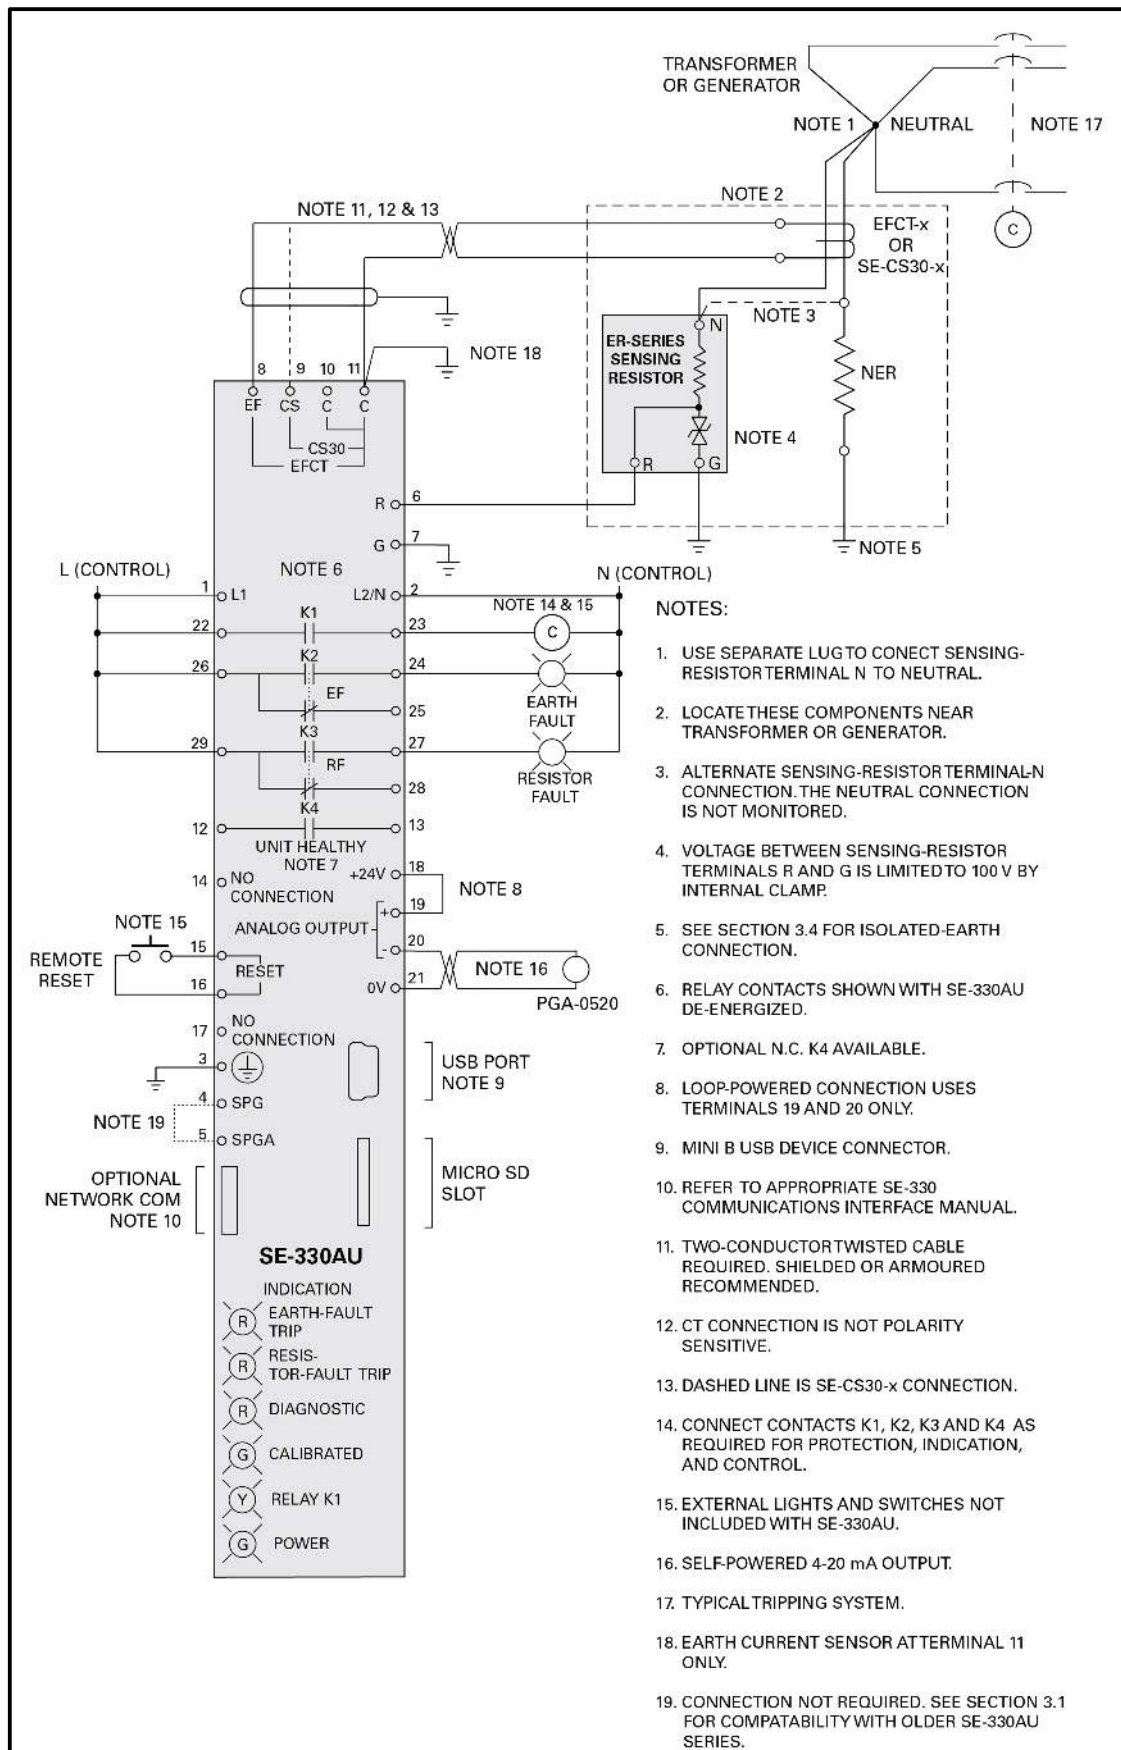 TRANSFORMER
OR GENERATOR
NOTE 1
NEUTRAL
NOTE 17
NOTE 2
NOTE 11, 12 & 13
EFCT-x
OR
SE-CS30-x
C
NOTE 3
N
ER-SERIES
SENSING
RESISTOR
NER
NOTE 18
8 9 10 11
EF CS C C
CS30
EFCT
NOTE 4
R G
R 6
G 7
NOTE 5
L (CONTROL)
NOTE 6
N (CONTROL)
1 L1
L2/N 2
NOTE 14 & 15
22 K1 23
C
26 K2 24
EF
EARTH
FAULT
25
29 K3 27
RF
RESISTOR
FAULT
28
12 K4 13
UNIT HEALTHY
NOTE 7
14 NO
CONNECTION
+24V 18
NOTE 8
+ 19
ANALOG OUTPUT
- 20
NOTE 16
0V 21
PGA-0520
NOTE 15
REMOTE
RESET
15
RESET
16
17 NO
CONNECTION
3
USB PORT
NOTE 9
4 SPG
NOTE 19
5 SPGA
OPTIONAL
NETWORK COM
NOTE 10
MICRO SD
SLOT
SE-330AU
INDICATION
R EARTH-FAULT
TRIP
R RESIS-
TOR-FAULT TRIP
R DIAGNOSTIC
G CALIBRATED
Y RELAY K1
G POWER
NOTES:
1. USE SEPARATE LUG TO CONECT SENSING-
RESISTOR TERMINAL N TO NEUTRAL.
2. LOCATE THESE COMPONENTS NEAR
TRANSFORMER OR GENERATOR.
3. ALTERNATE SENSING-RESISTOR TERMINAL-N
CONNECTION. THE NEUTRAL CONNECTION
IS NOT MONITORED.
4. VOLTAGE BETWEEN SENSING-RESISTOR
TERMINALS R AND G IS LIMITED TO 100 V BY
INTERNAL CLAMP.
5. SEE SECTION 3.4 FOR ISOLATED-EARTH
CONNECTION.
6. RELAY CONTACTS SHOWN WITH SE-330AU
DE-ENERGIZED.
7. OPTIONAL N.C. K4 AVAILABLE.
8. LOOP-POWERED CONNECTION USES
TERMINALS 19 AND 20 ONLY.
9. MINI B USB DEVICE CONNECTOR.
10. REFER TO APPROPRIATE SE-330
COMMUNICATIONS INTERFACE MANUAL.
11. TWO-CONDUCTOR TWISTED CABLE
REQUIRED. SHIELDED OR ARMOURED
RECOMMENDED.
12. CT CONNECTION IS NOT POLARITY
SENSITIVE.
13. DASHED LINE IS SE-CS30-x CONNECTION.
14. CONNECT CONTACTS K1, K2, K3 AND K4 AS
REQUIRED FOR PROTECTION, INDICATION,
AND CONTROL.
15. EXTERNAL LIGHTS AND SWITCHES NOT
INCLUDED WITH SE-330AU.
16. SELF-POWERED 4-20 mA OUTPUT.
17. TYPICAL TRIPPING SYSTEM.
18. EARTH CURRENT SENSOR AT TERMINAL 11
ONLY.
19. CONNECTION NOT REQUIRED. SEE SECTION 3.1
FOR COMPATABILITY WITH OLDER SE-330AU
SERIES.